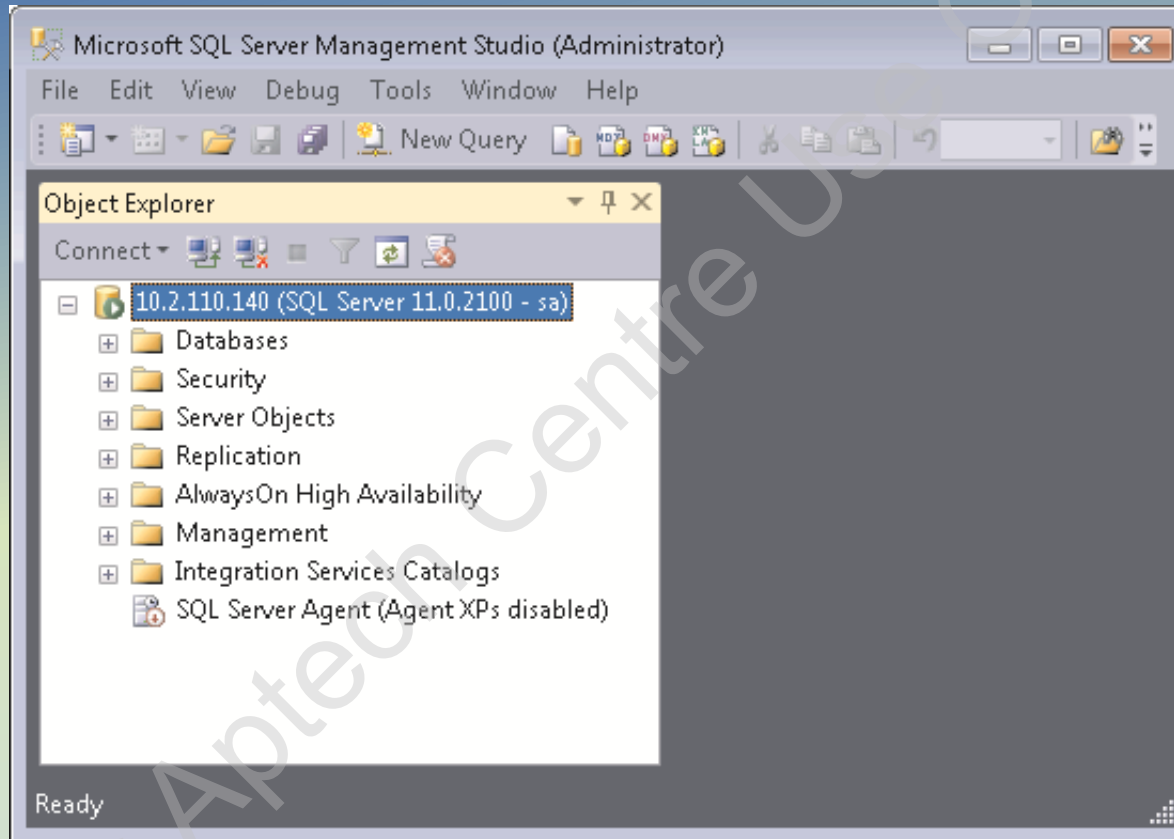 Microsoft SQL Server Management Studio (Administrator)
File Edit View Debug Tools Window Help
New Query
Object Explorer
Connect
10.2.110.140 (SQL Server 11.0.2100 - sa)
Databases
Security
Server Objects
Replication
AlwaysOn High Availability
Management
Integration Services Catalogs
SQL Server Agent (Agent XPs disabled)
Ready
Aptech Centre Use